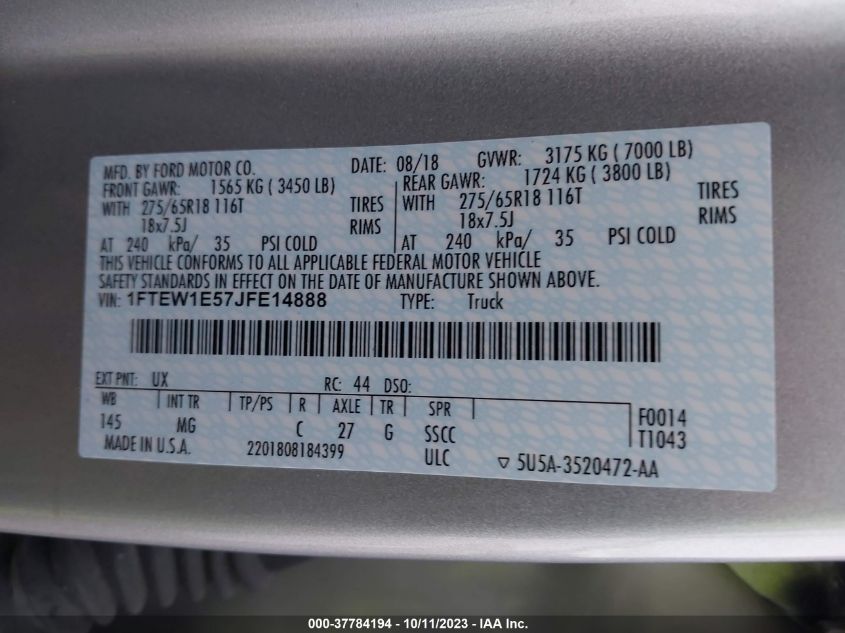 MFD. BY FORD MOTOR CO. DATE: 08/18 GVWR: 3175 KG ( 7000 LB)
FRONT GAWR: 1565 KG ( 3450 LB) REAR GAWR: 1724 KG ( 3800 LB)
WITH 275/65R18 116T TIRES WITH 275/65R18 116T TIRES
18x7.5J RIMS 18x7.5J RIMS
AT 240 kPa/ 35 PSI COLD AT 240 kPa/ 35 PSI COLD
THIS VEHICLE CONFORMS TO ALL APPLICABLE FEDERAL MOTOR VEHICLE
SAFETY STANDARDS IN EFFECT ON THE DATE OF MANUFACTURE SHOWN ABOVE.
VIN: 1FTEW1E57JFE14888 TYPE: Truck
EXT PNT: UX RC: 44 DSO:
WB INT TR TP/PS R AXLE TR SPR F0014
145 MG C 27 G SSCC T1043
MADE IN U.S.A. 2201808184399 ULC ▽ 5U5A-3520472-AA
000-37784194 - 10/11/2023 - IAA Inc.